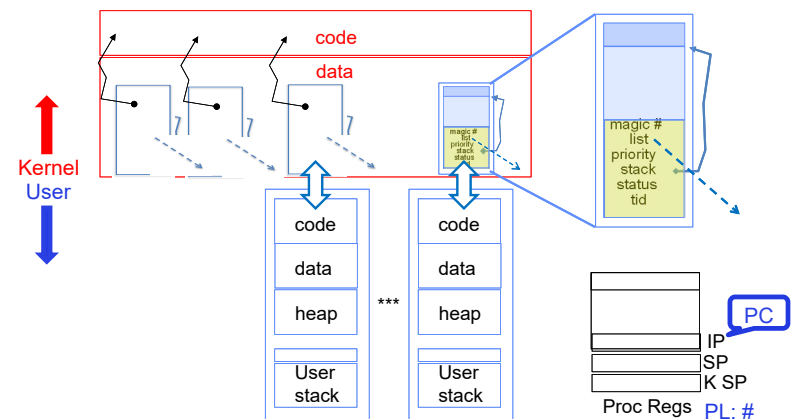 code
data
magic #
list
priority
stack
status
magic #
list
priority
stack
status
tid
Kernel
User
code
data
heap
User
stack
***
code
data
heap
User
stack
PC
IP
SP
K SP
Proc Regs
PL: #